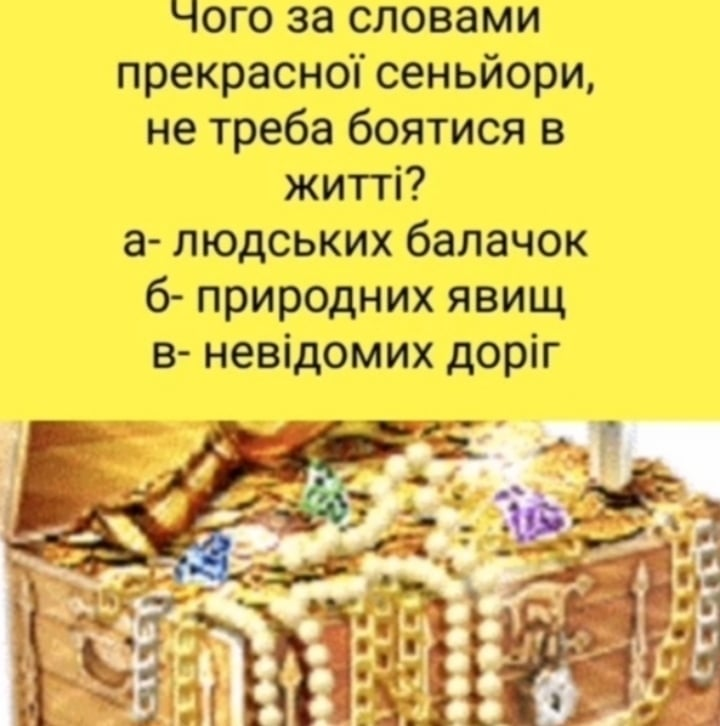 Чого за словами
прекрасної сеньйори,
не треба боятися в
житті?
а- людських балачок
б- природних явищ
в- невідомих доріг